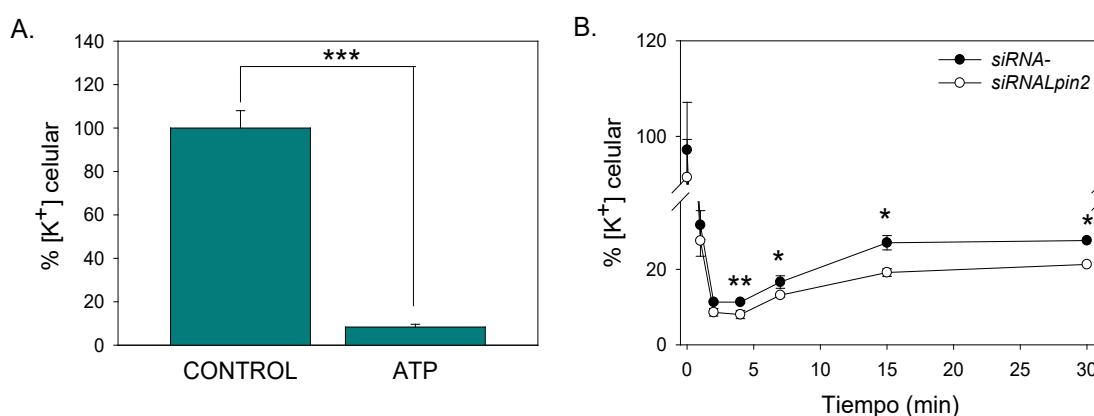 A.
% [K+] celular
140
120
100
80
60
40
20
0
***
CONTROL ATP
B.
% [K+] celular
120
100
20
0
siRNA-
siRNALpin2
**
*
*
*
0 5 10 15 20 25 30
Tiempo (min)